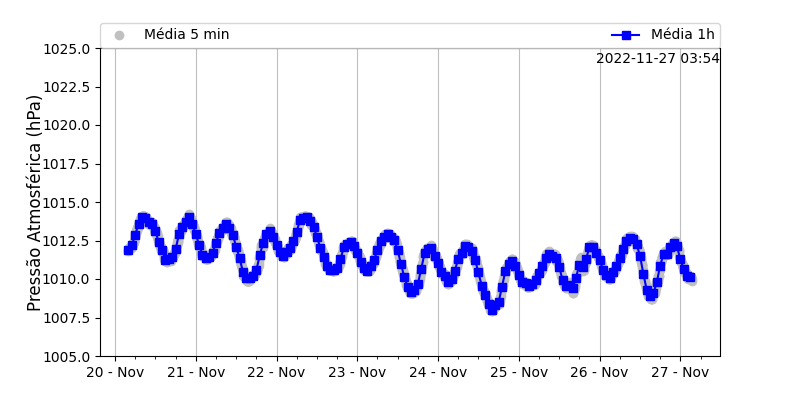 Média 5 min
Média 1h
2022-11-27 03:54
Pressão Atmosférica (hPa)
1025.0
1022.5
1020.0
1017.5
1015.0
1012.5
1010.0
1007.5
1005.0
20 - Nov
21 - Nov
22 - Nov
23 - Nov
24 - Nov
25 - Nov
26 - Nov
27 - Nov